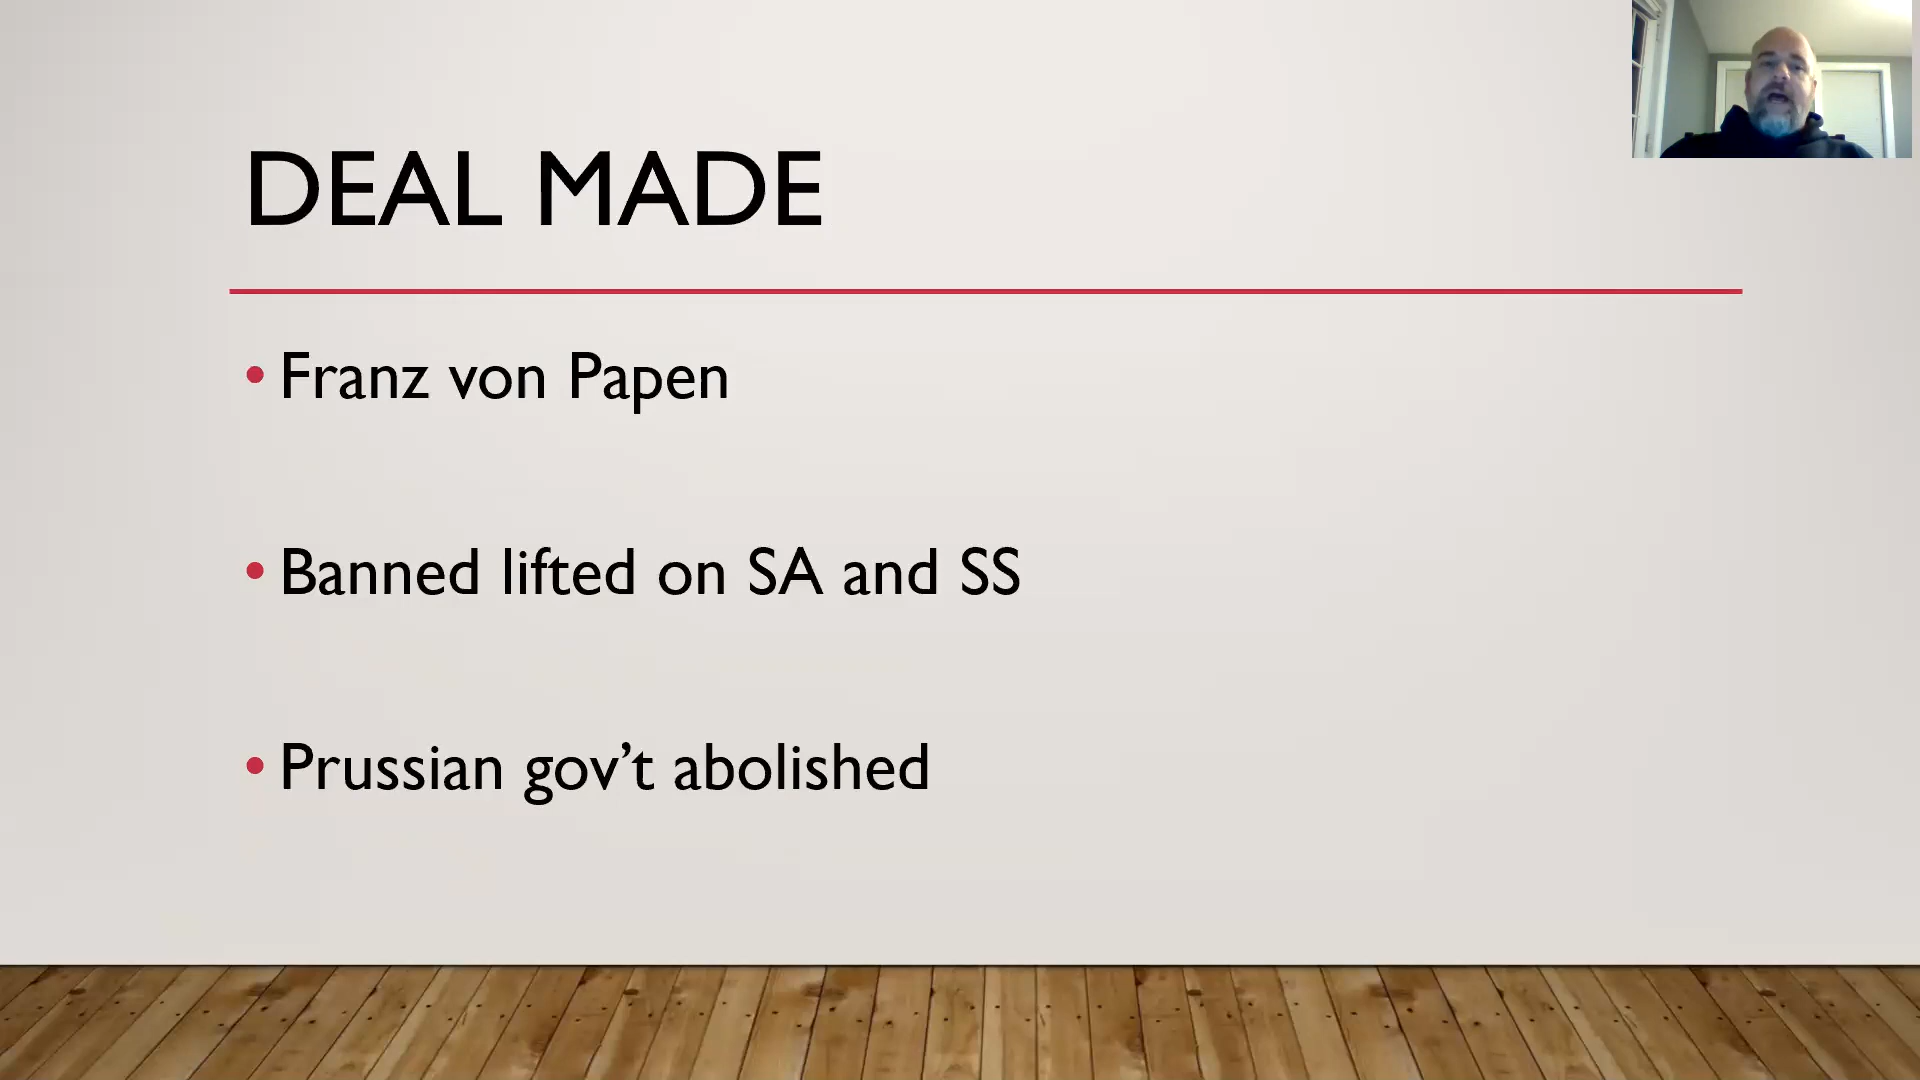 DEAL MADE
• Franz von Papen
• Banned lifted on SA and SS
• Prussian gov’t abolished